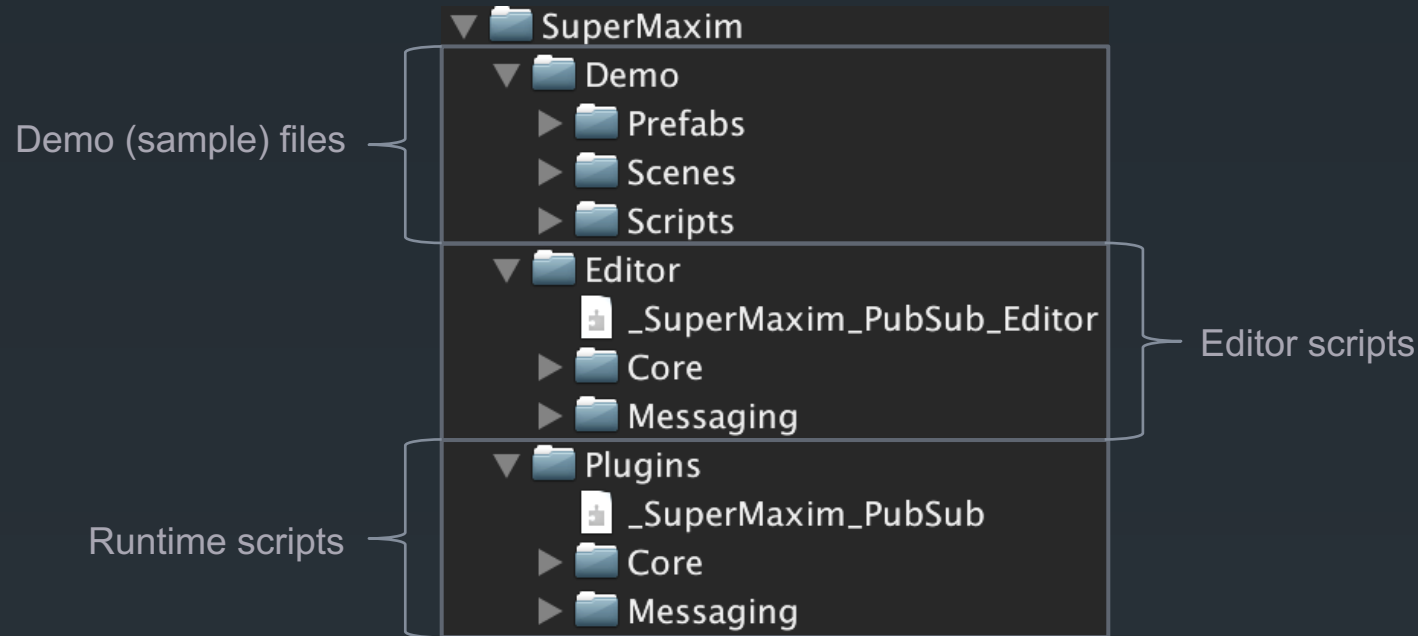 SuperMaxim
Demo
Demo (sample) files
Prefabs
Scenes
Scripts
Editor
_SuperMaxim_PubSub_Editor
Editor scripts
Core
Messaging
Plugins
_SuperMaxim_PubSub
Runtime scripts
Core
Messaging